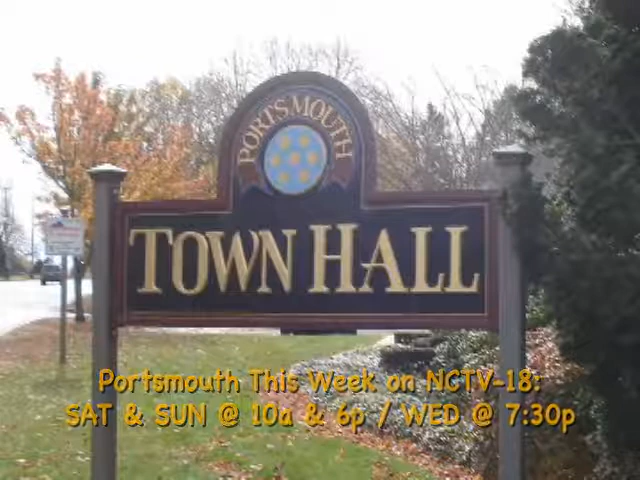 PORTSMOUTH
TOWN HALL
Portsmouth This Week on NCTV-18:
SAT & SUN @ 10a & 6p / WED @ 7:30p